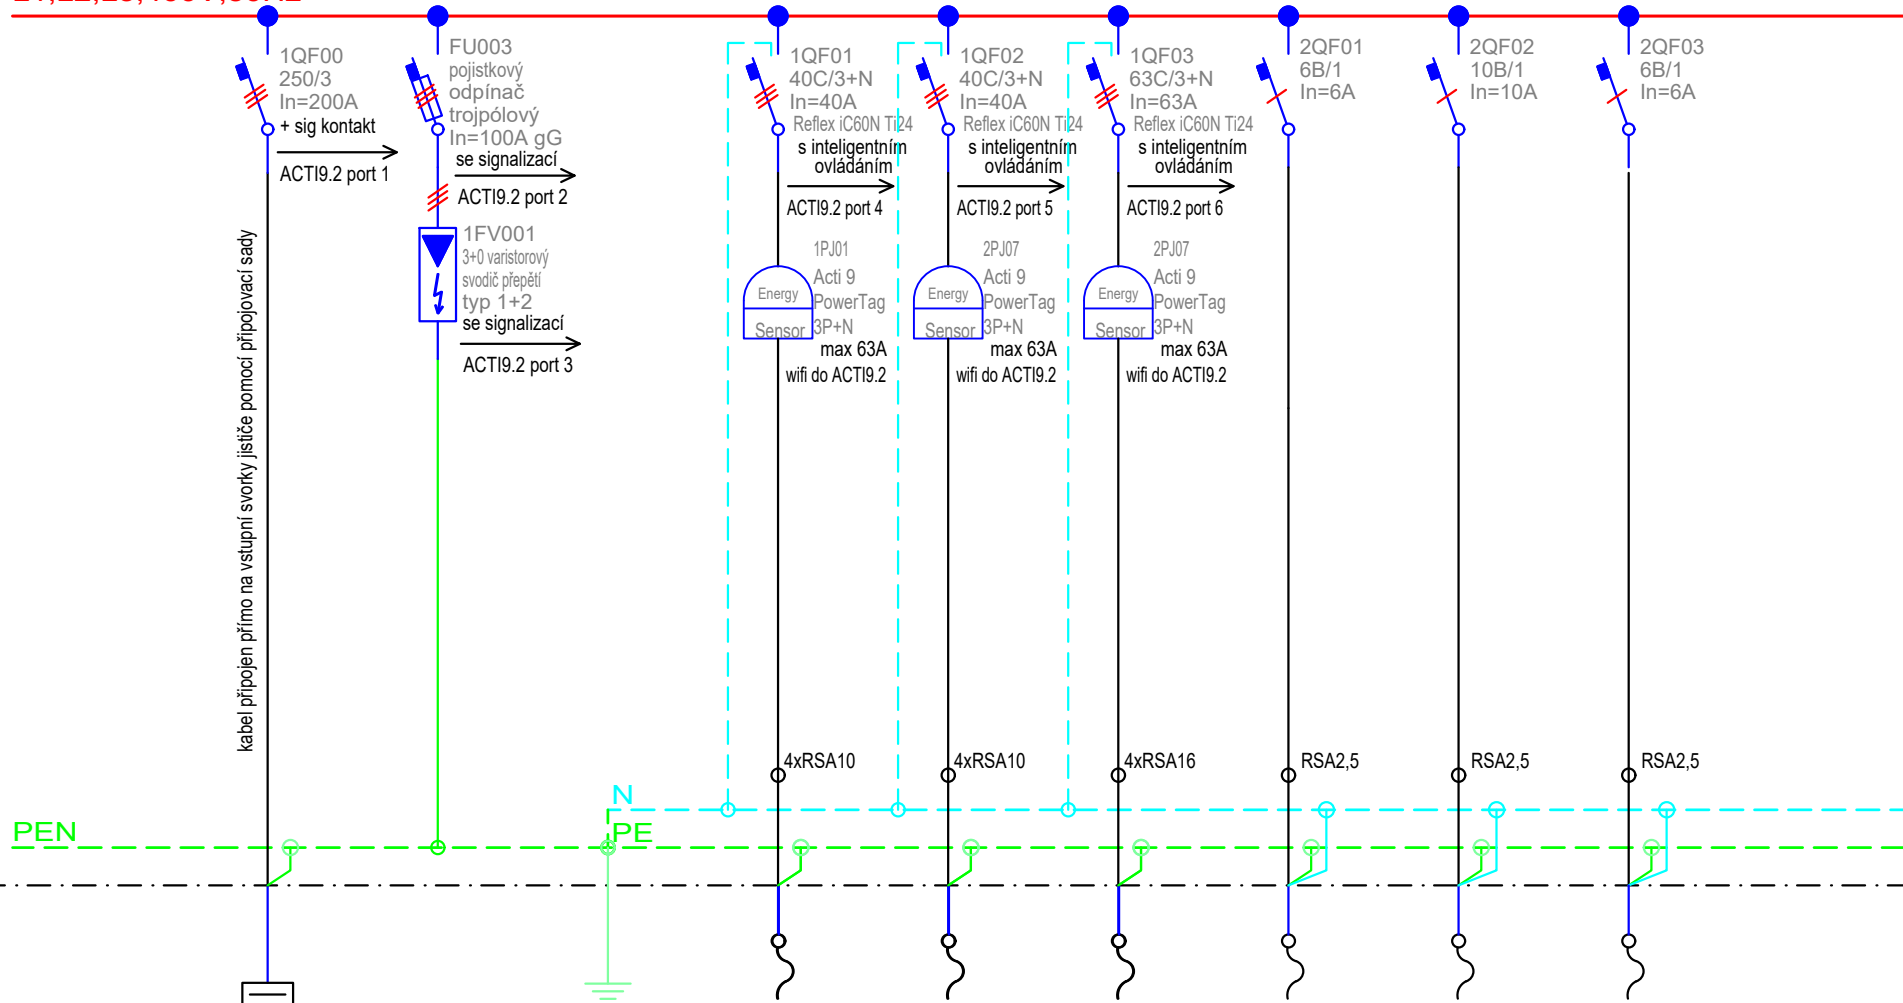 1QF00
250/3
In=200A
+ sig kontakt
ACTI9.2 port 1
kabel připojen přímo na vstupní svorky jističe pomocí připojovací sady
FU003
pojistkový
odpínač
trojpólový
In=100A gG
se signalizací
ACTI9.2 port 2
1FV001
3+0 varistorový
svodič přepětí
typ 1+2
se signalizací
ACTI9.2 port 3
1QF01
40C/3+N
In=40A
Reflex iC60N Ti24
s inteligentním
ovládáním
ACTI9.2 port 4
1PJ01
Acti 9
PowerTag
3P+N
Energy
Sensor
max 63A
wifi do ACTI9.2
4xRSA10
1QF02
40C/3+N
In=40A
Reflex iC60N Ti24
s inteligentním
ovládáním
ACTI9.2 port 5
2PJ07
Acti 9
PowerTag
3P+N
Energy
Sensor
max 63A
wifi do ACTI9.2
4xRSA10
1QF03
63C/3+N
In=63A
Reflex iC60N Ti24
s inteligentním
ovládáním
ACTI9.2 port 6
2PJ07
Acti 9
PowerTag
3P+N
Energy
Sensor
max 63A
wifi do ACTI9.2
4xRSA16
2QF01
6B/1
In=6A
RSA2,5
2QF02
10B/1
In=10A
RSA2,5
2QF03
6B/1
In=6A
RSA2,5
N
PEN
PE